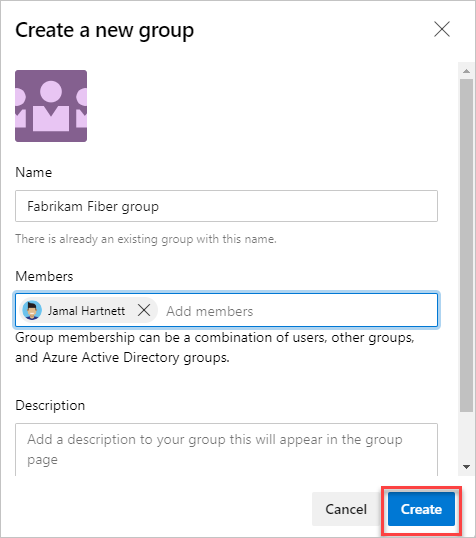 Create a new group
Name
Fabrikam Fiber group
There is already an existing group with this name.
Members
Jamal Hartnett Add members
Group membership can be a combination of users, other groups,
and Azure Active Directory groups.
Description
Add a description to your group this will appear in the group
page
Cancel Create